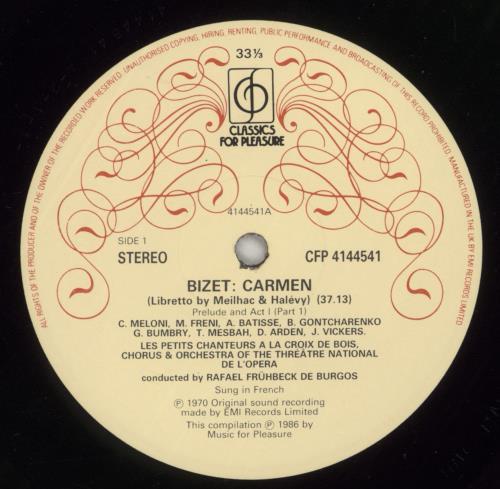 ALL RIGHTS OF THE PRODUCER AND OF THE OWNER OF THE RECORDED WORK RESERVED. UNAUTHORISED COPYING, HIRING, RENTING, PUBLIC PERFORMANCE AND BROADCASTING OF THIS RECORD PROHIBITED. MANUFACTURED IN THE UK BY EMI RECORDS LIMITED
33⅓
CLASSICS
FOR PLEASURE
4144541A
SIDE 1
STEREO
CFP 4144541
BIZET: CARMEN
(Libretto by Meilhac & Halévy) (37.13)
Prelude and Act I (Part 1)
C. MELONI, M. FRENI, A. BATISSE, B. GONTCHARENKO
G. BUMBRY, T. MESBAH, D. ARDEN, J. VICKERS.
LES PETITS CHANTEURS A LA CROIX DE BOIS,
CHORUS & ORCHESTRA OF THE THREÂTRE NATIONAL
DE L'OPERA
conducted by RAFAEL FRÜHBECK DE BURGOS
Sung in French
℗ 1970 Original sound recording
made by EMI Records Limited
This compilation ℗ 1986 by
Music for Pleasure